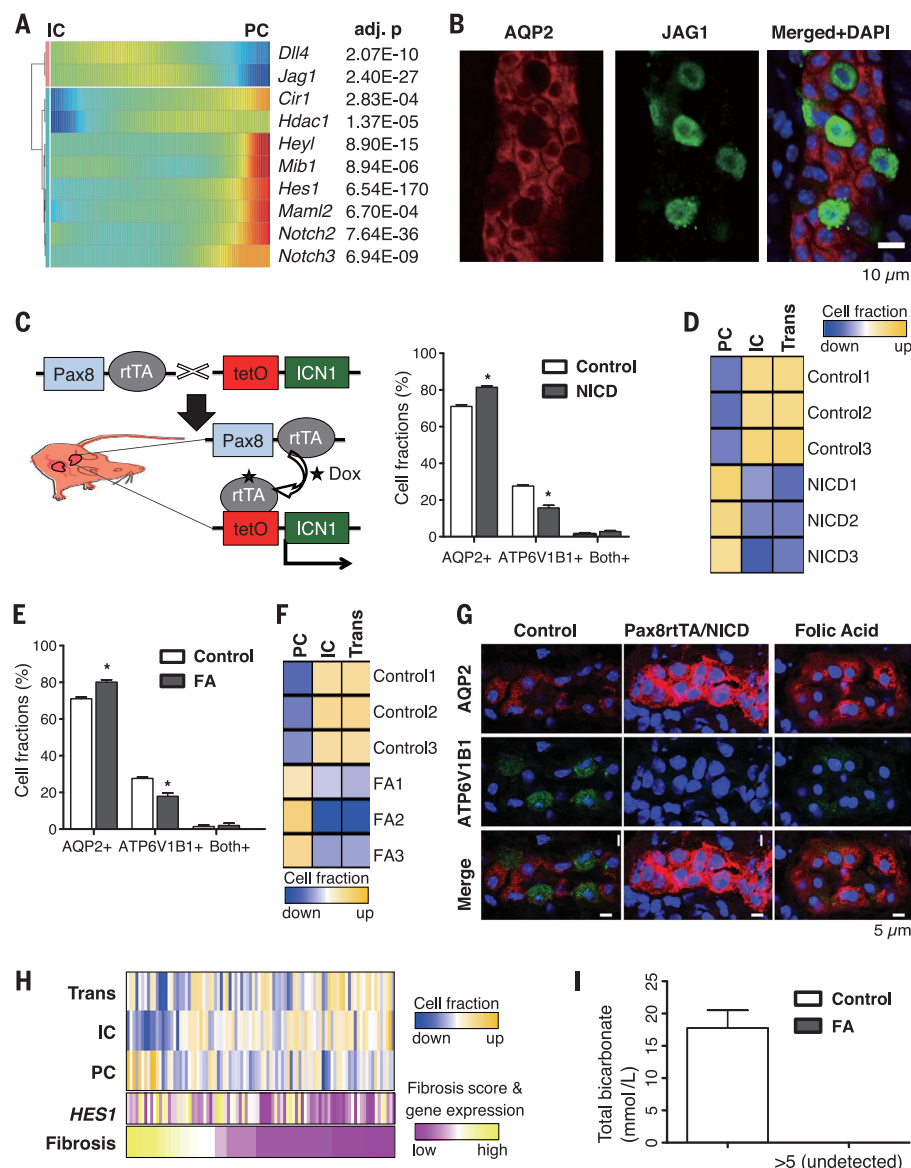 A
IC PC adj. p
Dll4 2.07E-10
Jag1 2.40E-27
Cir1 2.83E-04
Hdac1 1.37E-05
Heyl 8.90E-15
Mib1 8.94E-06
Hes1 6.54E-170
Maml2 6.70E-04
Notch2 7.64E-36
Notch3 6.94E-09
B
AQP2 JAG1 Merged+DAPI
10 µm
C
Pax8 rtTA tetO ICN1
Pax8 rtTA
Dox
rtTA
tetO ICN1
Cell fractions (%)
100
80
60
40
20
0
Control
NICD
*
*
AQP2+ ATP6V1B1+ Both+
D
Cell fraction
down up
PC IC Trans
Control1
Control2
Control3
NICD1
NICD2
NICD3
E
Cell fractions (%)
100
80
60
40
20
0
Control
FA
*
*
AQP2+ ATP6V1B1+ Both+
F
PC IC Trans
Control1
Control2
Control3
FA1
FA2
FA3
Cell fraction
down up
G
Control Pax8rtTA/NICD Folic Acid
AQP2
ATP6V1B1
Merge
5 µm
H
Trans
IC
PC
HES1
Fibrosis
Cell fraction
down up
Fibrosis score &
gene expression
low high
I
Total bicarbonate
(mmol /L)
25
20
15
10
5
0
Control
FA
>5 (undetected)